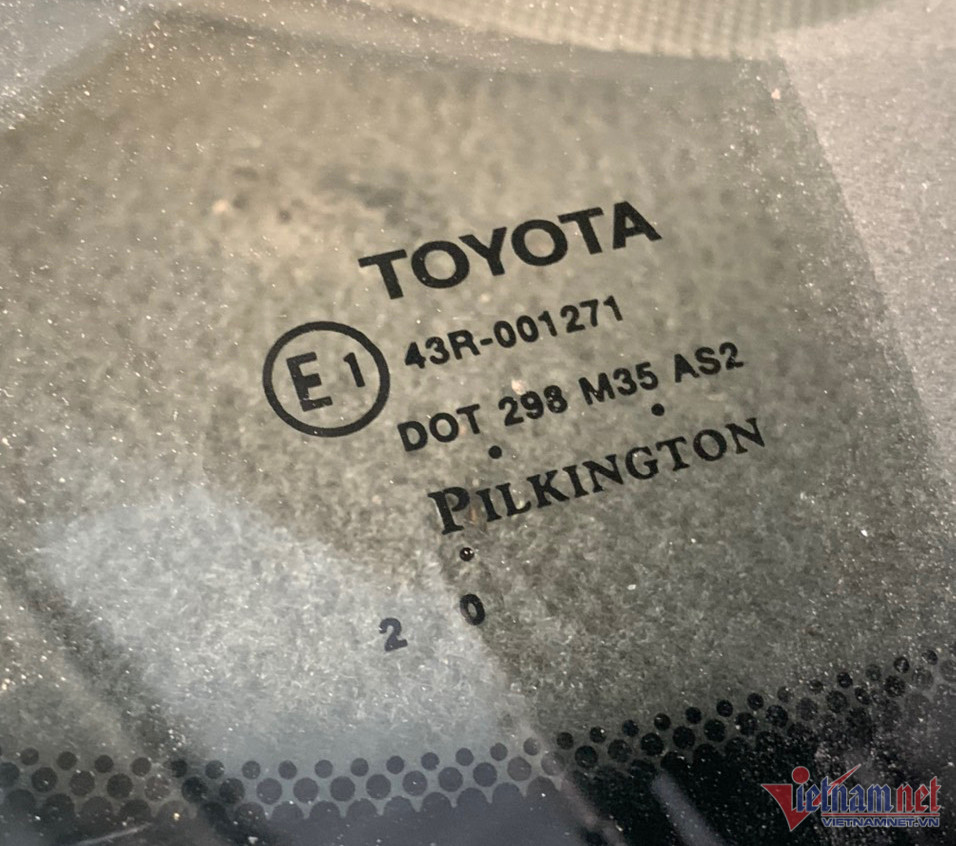 TOYOTA
E1 43R-001271
DOT 298 M35 AS2
PILKINGTON
2 0
vietnamnet
VIETNAMNET.VN